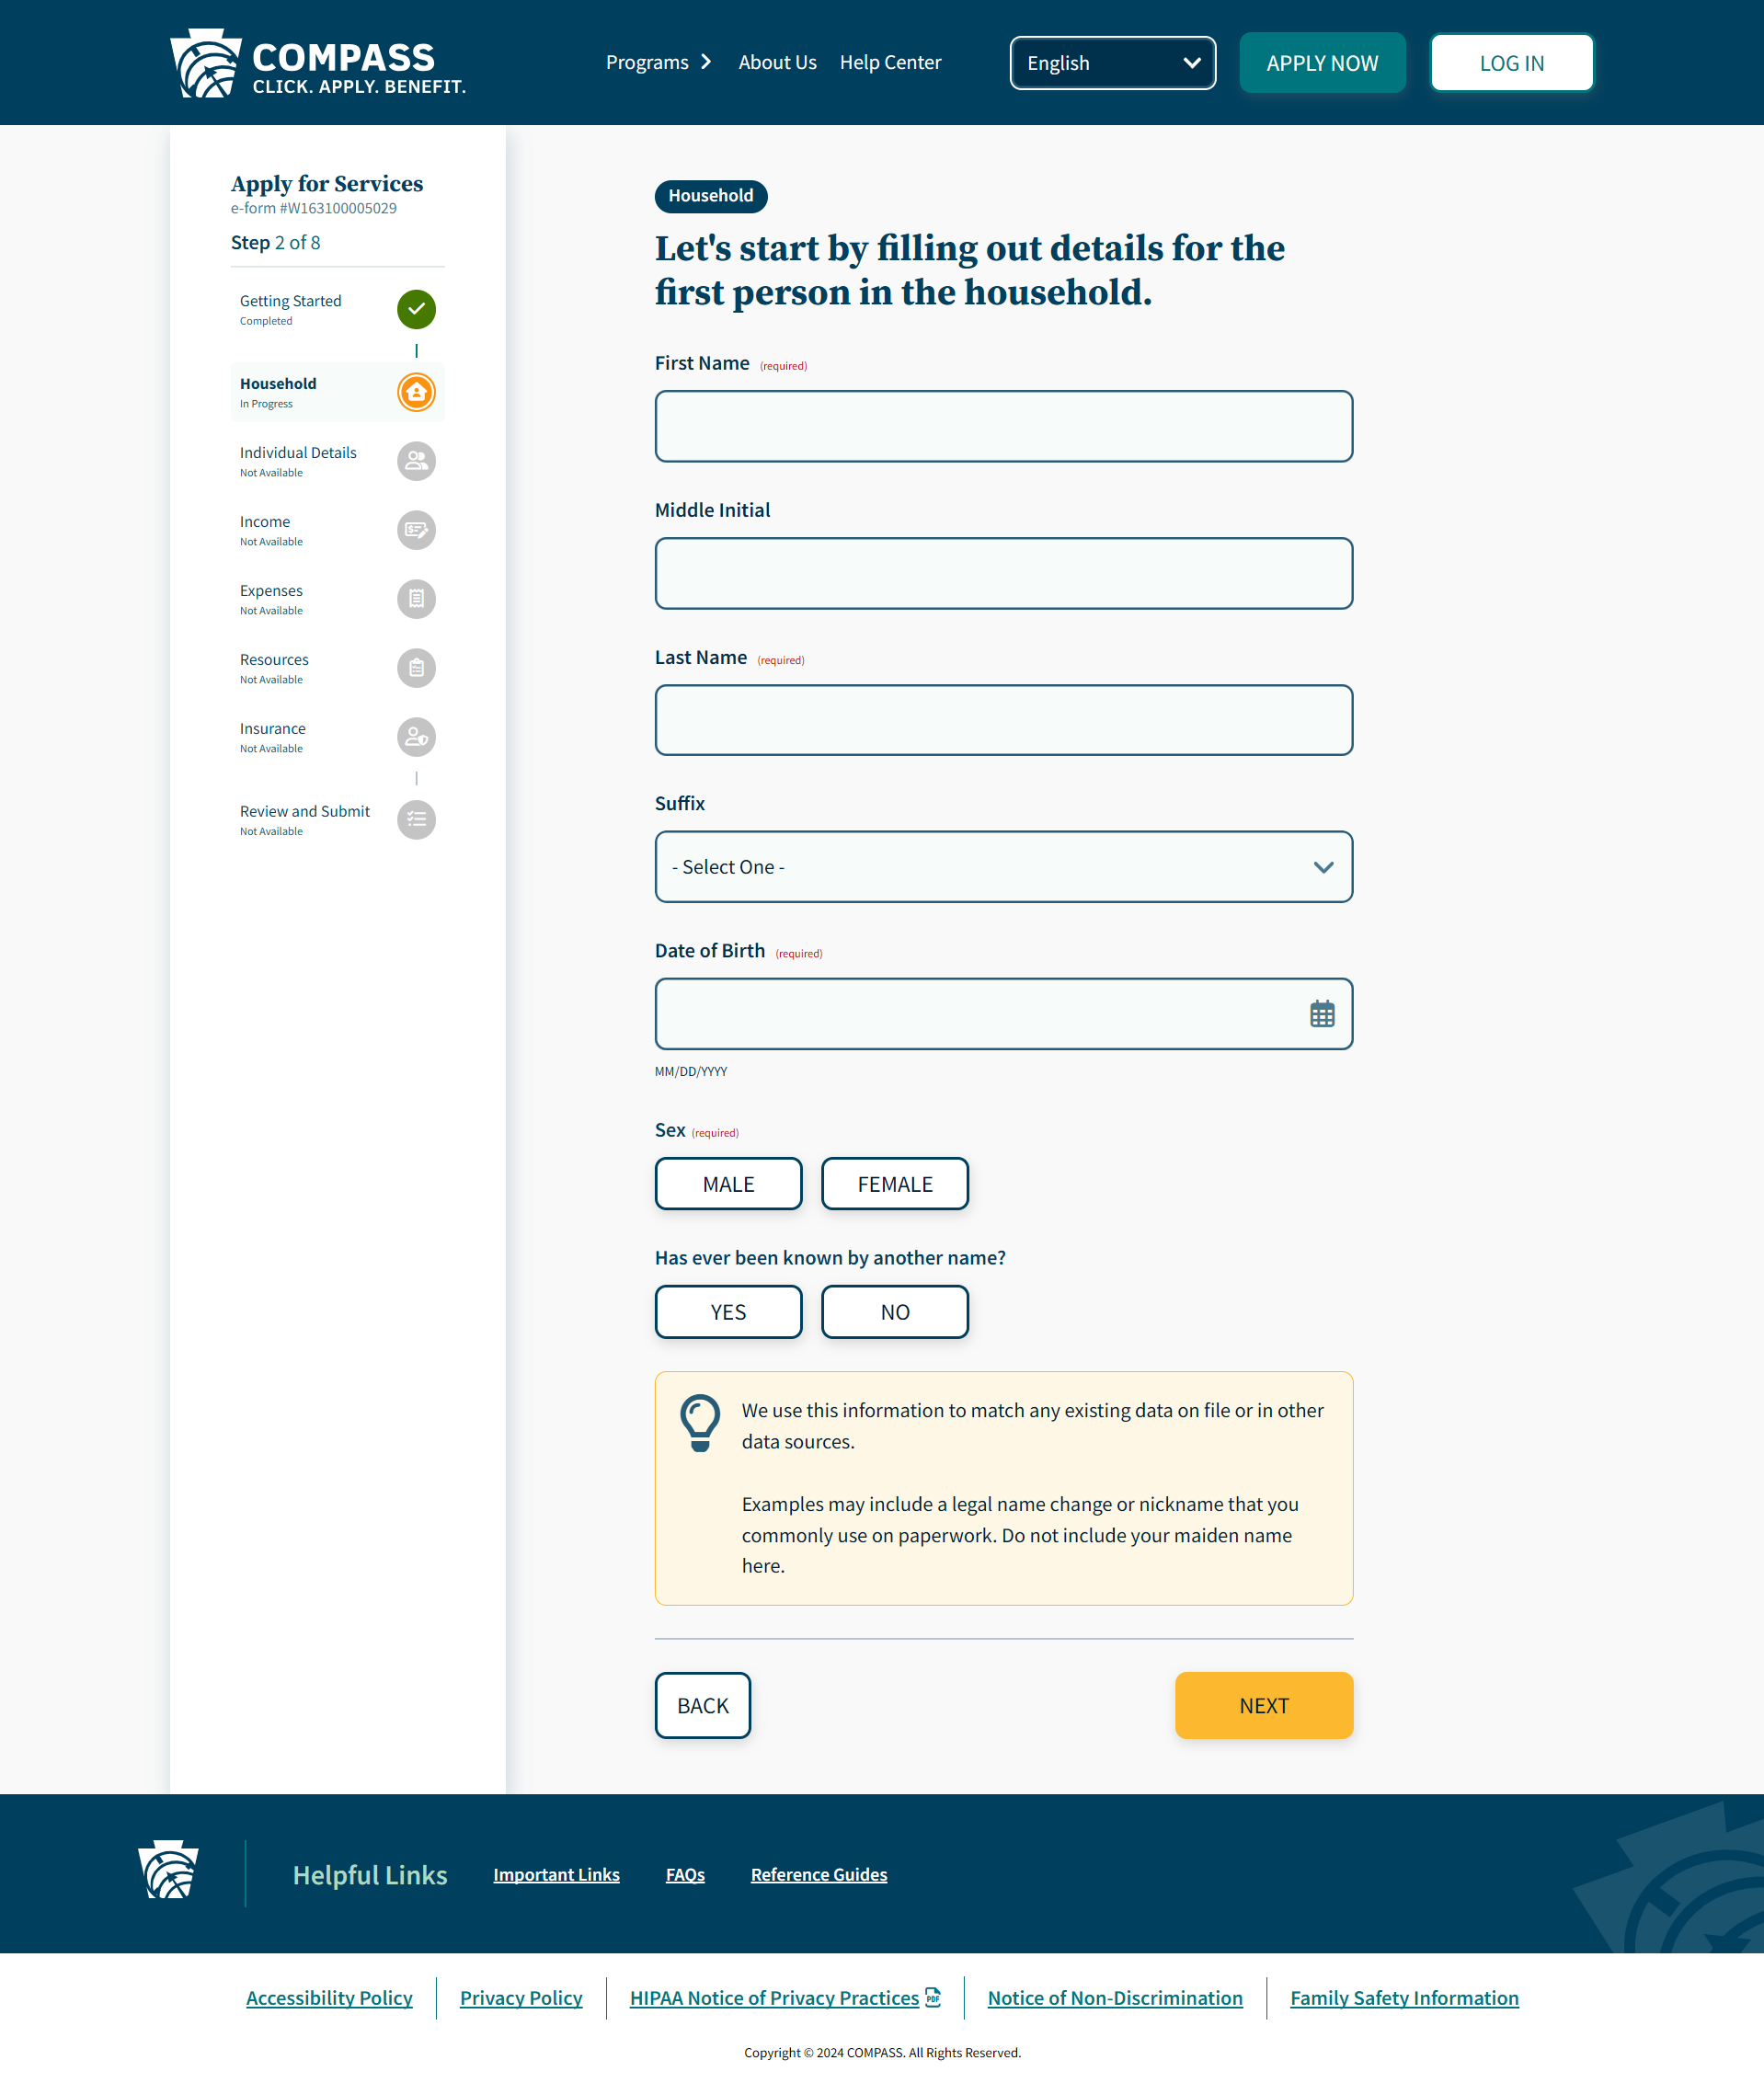 COMPASS
CLICK. APPLY. BENEFIT.
Programs
About Us
Help Center
English
APPLY NOW
LOG IN
Apply for Services
e-form #W163100005029
Step 2 of 8
Getting Started
Completed
Household
In Progress
Individual Details
Not Available
Income
Not Available
Expenses
Not Available
Resources
Not Available
Insurance
Not Available
Review and Submit
Not Available
Household
Let's start by filling out details for the
first person in the household.
First Name (required)
Middle Initial
Last Name (required)
Suffix
- Select One -
Date of Birth (required)
MM/DD/YYYY
Sex (required)
MALE
FEMALE
Has ever been known by another name?
YES
NO
We use this information to match any existing data on file or in other
data sources.
Examples may include a legal name change or nickname that you
commonly use on paperwork. Do not include your maiden name
here.
BACK
NEXT
Helpful Links
Important Links
FAQs
Reference Guides
Accessibility Policy
Privacy Policy
HIPAA Notice of Privacy Practices PDF
Notice of Non-Discrimination
Family Safety Information
Copyright © 2024 COMPASS. All Rights Reserved.